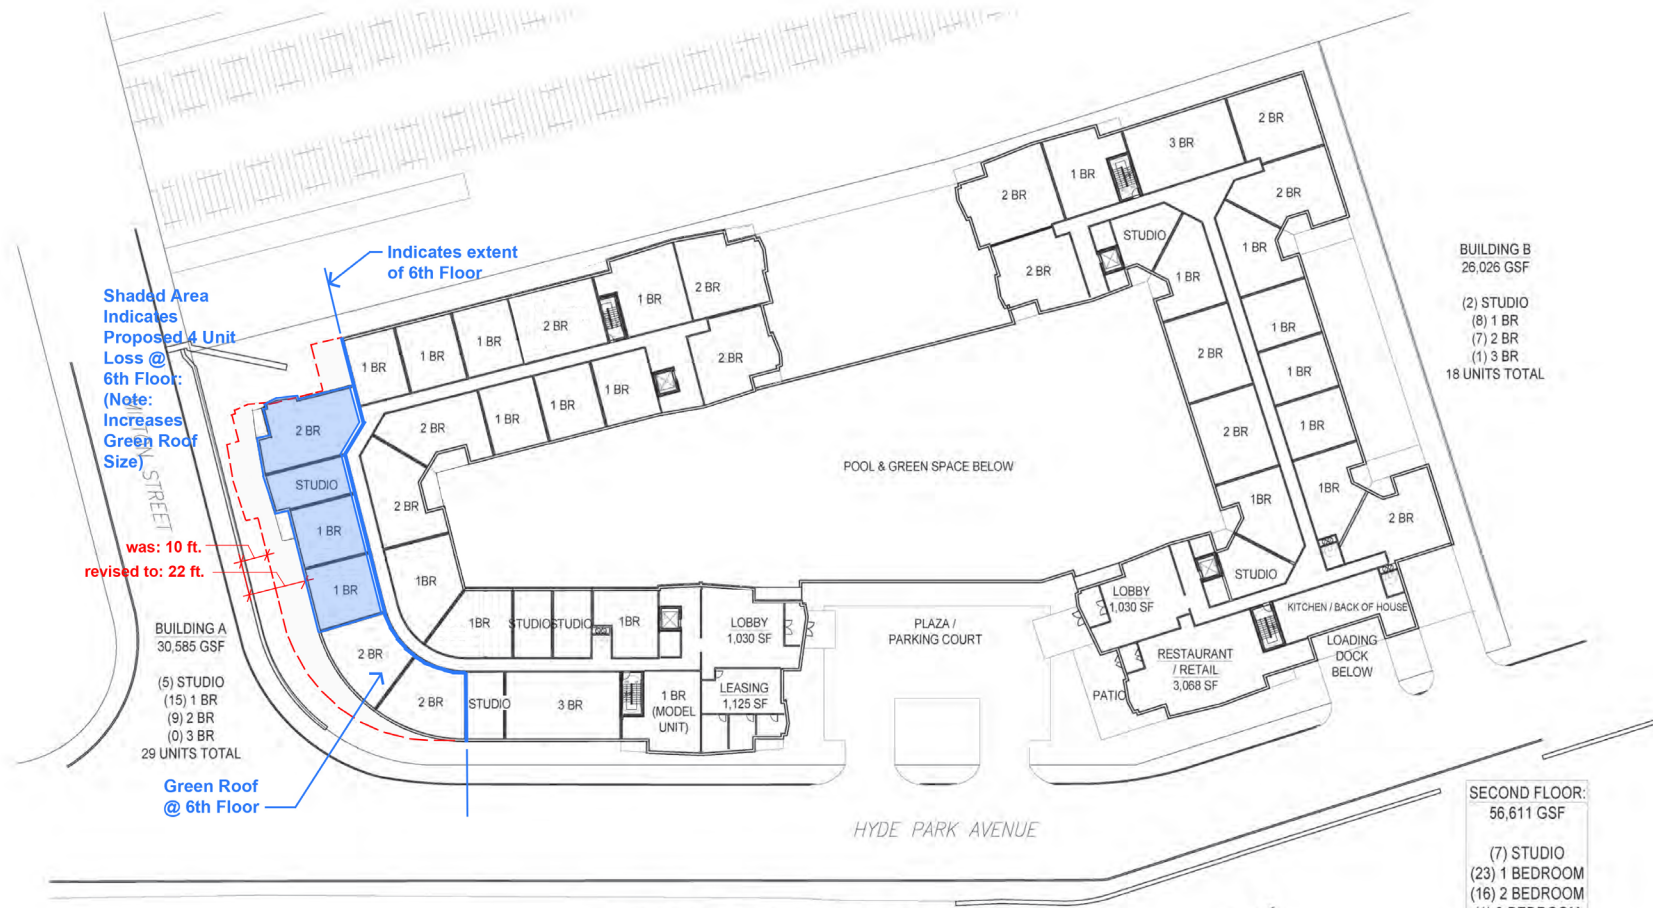 Indicates extent
of 6th Floor
Shaded Area
Indicates
Proposed 4 Unit
Loss @
6th Floor:
(Note:
Increases
Green Roof
Size)
MILTON STREET
was: 10 ft.
revised to: 22 ft.
BUILDING A
30,585 GSF
(5) STUDIO
(15) 1 BR
(9) 2 BR
(0) 3 BR
29 UNITS TOTAL
Green Roof
@ 6th Floor
1 BR
1 BR
1 BR
2 BR
1 BR
2 BR
2 BR
1 BR
1 BR
1 BR
2 BR
2 BR
STUDIO
1 BR
1 BR
2 BR
2 BR
2 BR
1BR
1BR
STUDIO
STUDIO
1BR
LOBBY
1,030 SF
STUDIO
3 BR
1 BR
(MODEL
UNIT)
LEASING
1,125 SF
POOL & GREEN SPACE BELOW
PLAZA /
PARKING COURT
2 BR
1 BR
3 BR
2 BR
2 BR
2 BR
STUDIO
1 BR
1 BR
2 BR
1 BR
1 BR
2 BR
1 BR
1BR
1BR
2 BR
STUDIO
LOBBY
1,030 SF
KITCHEN / BACK OF HOUSE
RESTAURANT
/ RETAIL
3,068 SF
PATIO
LOADING
DOCK
BELOW
BUILDING B
26,026 GSF
(2) STUDIO
(8) 1 BR
(7) 2 BR
(1) 3 BR
18 UNITS TOTAL
HYDE PARK AVENUE
SECOND FLOOR:
56,611 GSF
(7) STUDIO
(23) 1 BEDROOM
(16) 2 BEDROOM